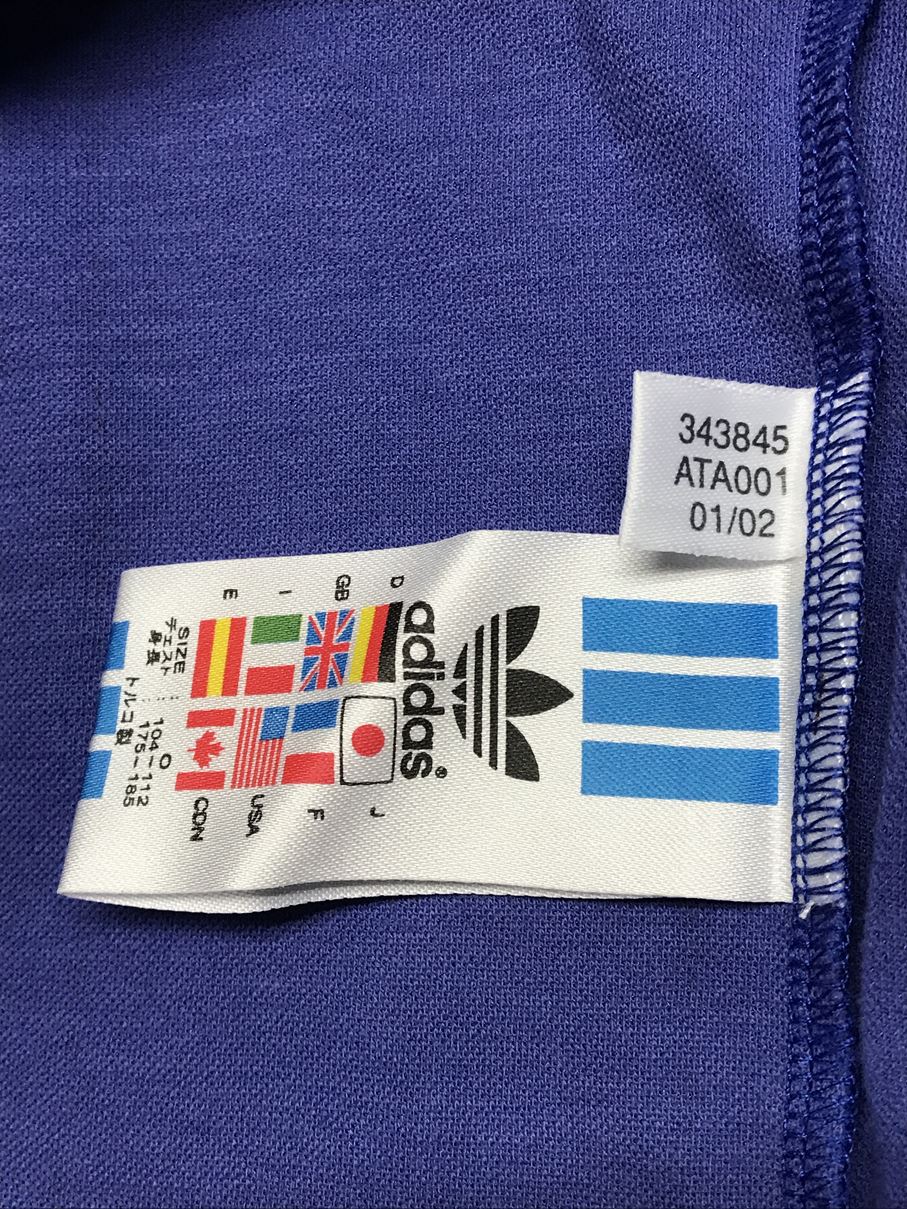 343845
ATA001
01/02
adidas®
D
J
GB
F
I
USA
E
CDN
SIZE : O
チェスト : 104-112
身長 : 175-185
トルコ製